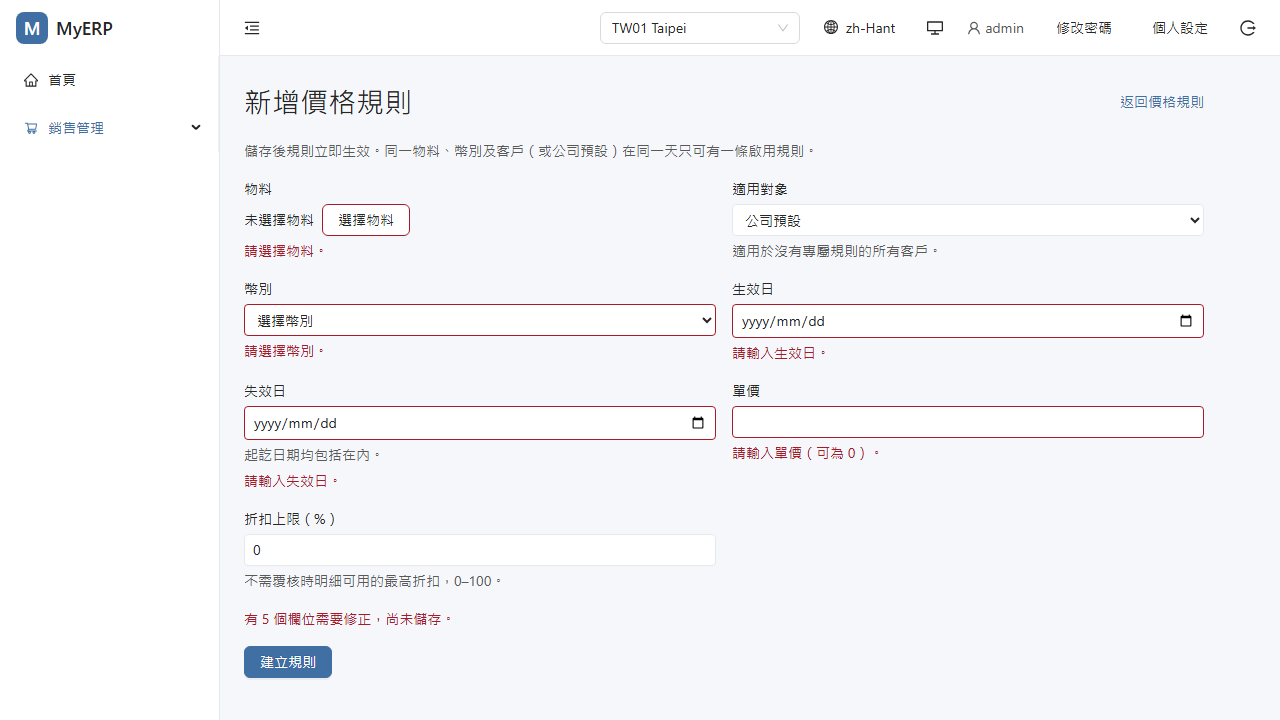 M MyERP
TW01 Taipei
zh-Hant
admin
修改密碼
個人設定
首頁
銷售管理
新增價格規則
返回價格規則
儲存後規則立即生效。同一物料、幣別及客戶（或公司預設）在同一天只可有一條啟用規則。
物料
未選擇物料 選擇物料
請選擇物料。
適用對象
公司預設
適用於沒有專屬規則的所有客戶。
幣別
選擇幣別
請選擇幣別。
生效日
yyyy/mm/dd
請輸入生效日。
失效日
yyyy/mm/dd
起訖日期均包括在內。
請輸入失效日。
單價
請輸入單價（可為 0）。
折扣上限（%）
0
不需覆核時明細可用的最高折扣，0–100。
有 5 個欄位需要修正，尚未儲存。
建立規則